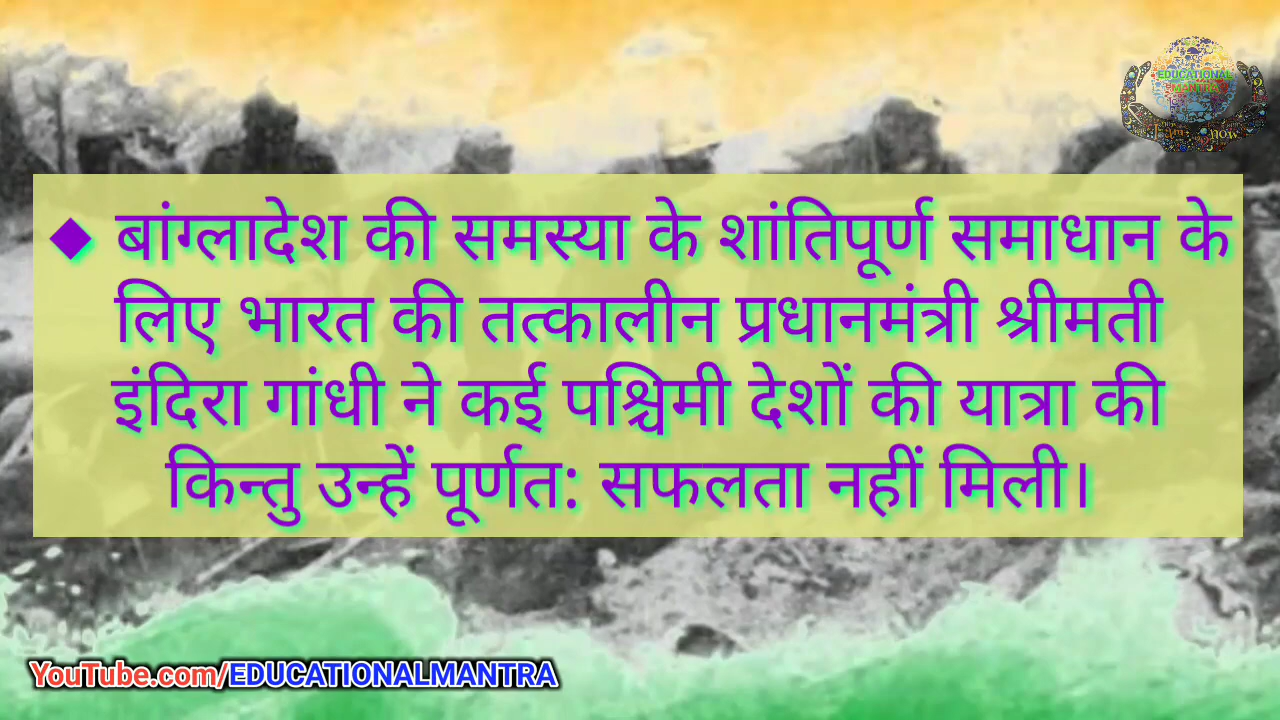 EDUCATIONAL
MANTRA
◆ बांग्लादेश की समस्या के शांतिपूर्ण समाधान के
लिए भारत की तत्कालीन प्रधानमंत्री श्रीमती
इंदिरा गांधी ने कई पश्चिमी देशों की यात्रा की
किन्तु उन्हें पूर्णत: सफलता नहीं मिली।
YouTube.com/EDUCATIONALMANTRA